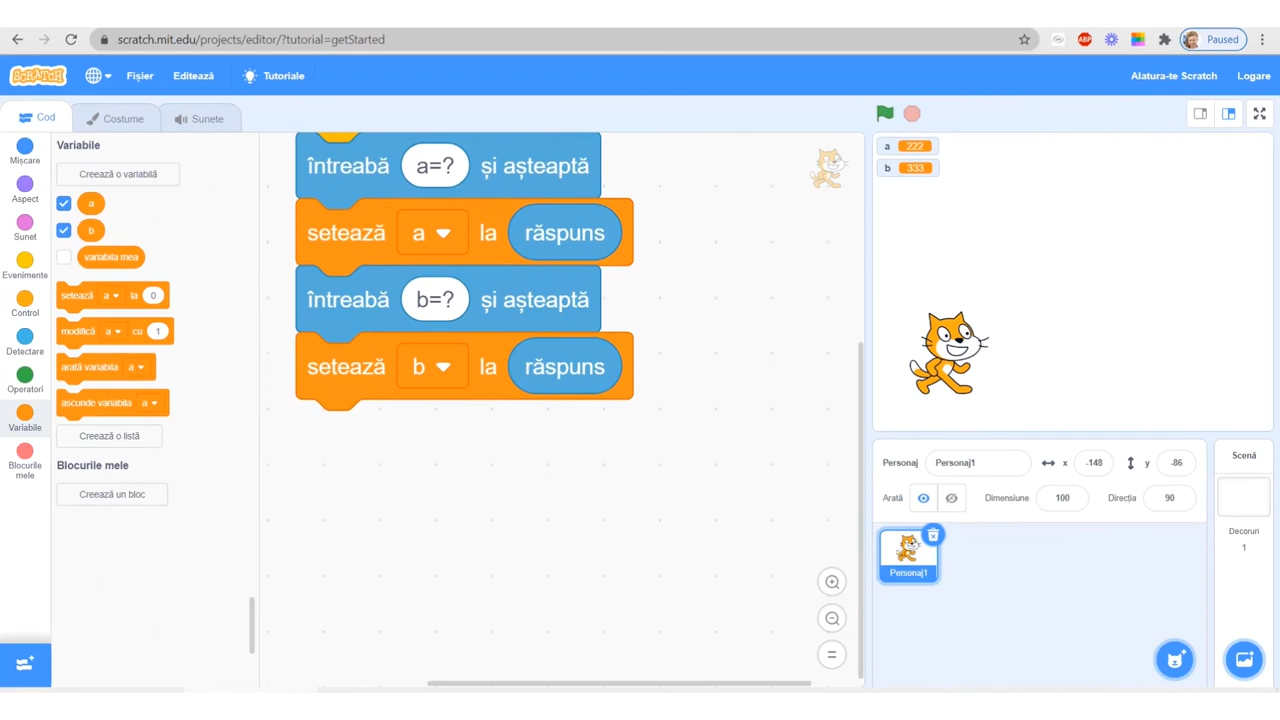 scratch.mit.edu/projects/editor/?tutorial=getStarted
ABP
Paused
SCRATCH
Fișier
Editează
Tutoriale
Alatura-te Scratch
Logare
Cod
Costume
Sunete
Mișcare
Aspect
Sunet
Evenimente
Control
Detectare
Operatori
Variabile
Blocurile
mele
Variabile
Creează o variabilă
a
b
variabila mea
setează a la 0
modifică a cu 1
arată variabila a
ascunde variabila a
Creează o listă
Blocurile mele
Creează un bloc
întreabă a=? și așteaptă
setează a la răspuns
întreabă b=? și așteaptă
setează b la răspuns
a 222
b 333
Personaj Personaj1 x -148 y -86
Arată Dimensiune 100 Direcția 90
Personaj1
Scenă
Decoruri
1